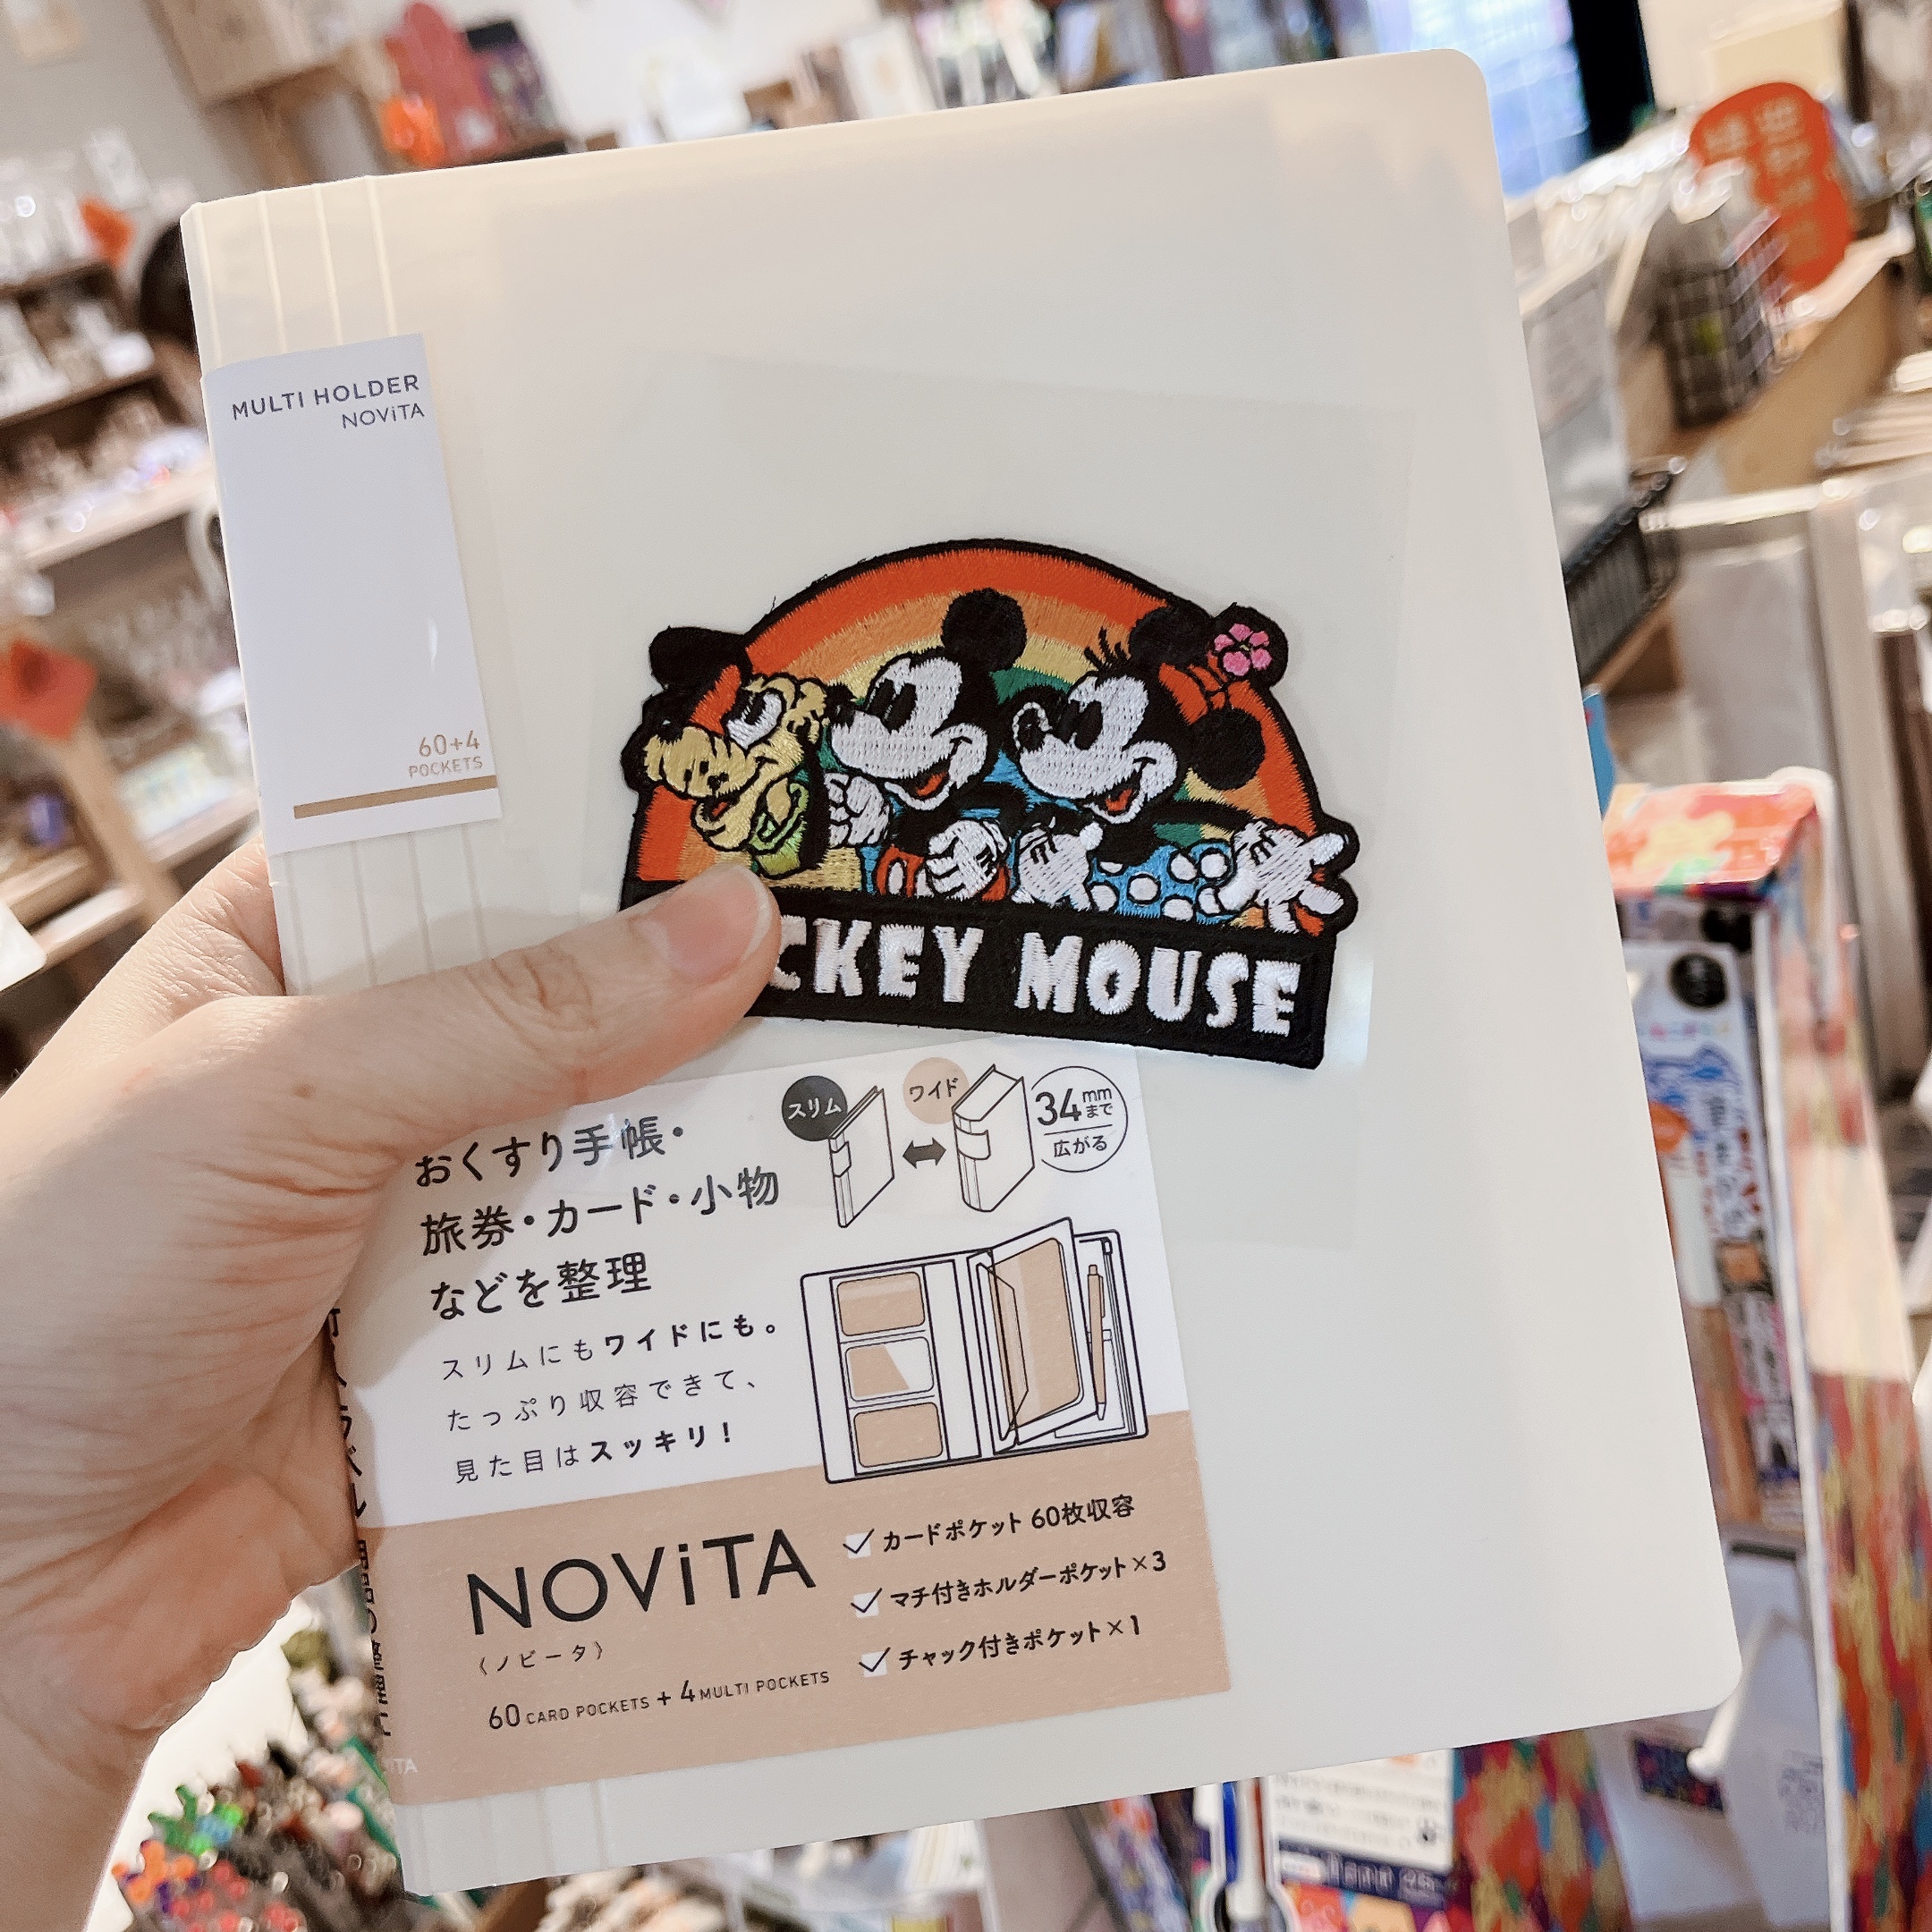 MULTI HOLDER
NOViTA
60+4
POCKETS
CKEY MOUSE
スリム
ワイド
34mmまで
広がる
おくすり手帳・
旅券・カード・小物
などを整理
スリムにもワイドにも。
たっぷり収容できて、
見た目はスッキリ!
NOViTA
〈ノビータ〉
60 CARD POCKETS + 4 MULTI POCKETS
カードポケット 60枚収容
マチ付きホルダーポケット×3
チャック付きポケット×1